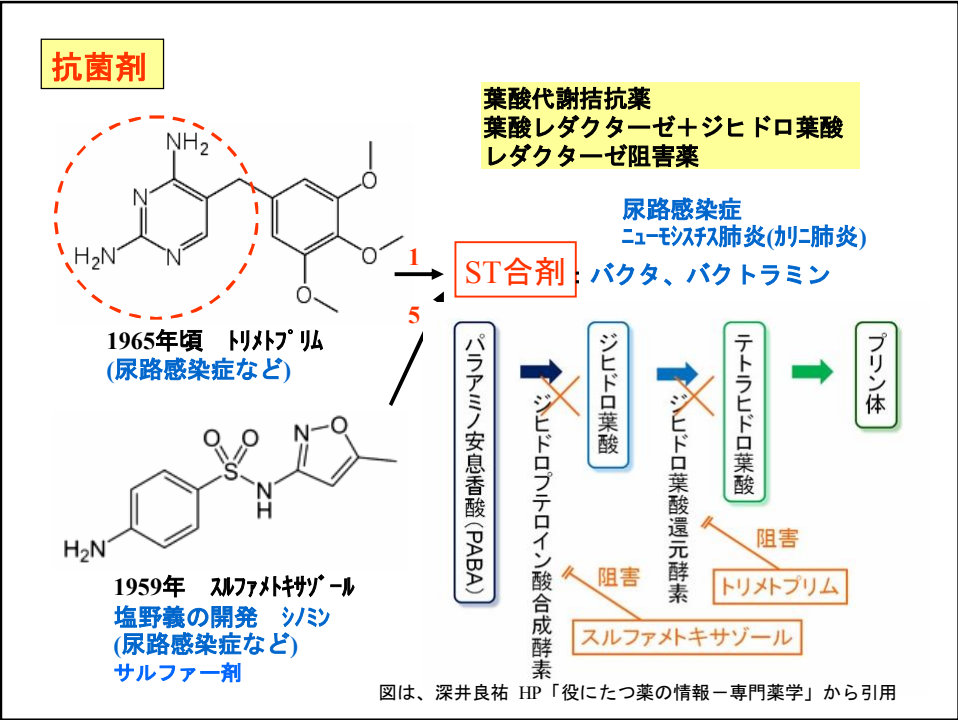 抗菌剤
葉酸代謝拮抗薬
葉酸レダクターゼ＋ジヒドロ葉酸
レダクターゼ阻害薬
NH2
N
N
H2N
O
O
O
1965年頃　ﾄﾘﾒﾄﾌﾟﾘﾑ
(尿路感染症など)
1
5
尿路感染症
ﾆｭｰﾓｼｽﾁｽ肺炎(ｶﾘﾆ肺炎)
ST合剤：バクタ、バクトラミン
O
O
S
N
H
N
O
H2N
1959年　ｽﾙﾌｧﾒﾄｷｻｿﾞｰﾙ
塩野義の開発　ｼﾉﾐﾝ
(尿路感染症など)
サルファー剤
パラアミノ安息香酸(PABA)
ジヒドロプテロイン酸合成酵素
ジヒドロ葉酸
ジヒドロ葉酸還元酵素
テトラヒドロ葉酸
プリン体
阻害
トリメトプリム
阻害
スルファメトキサゾール
図は、深井良祐 HP「役にたつ薬の情報－専門薬学」から引用